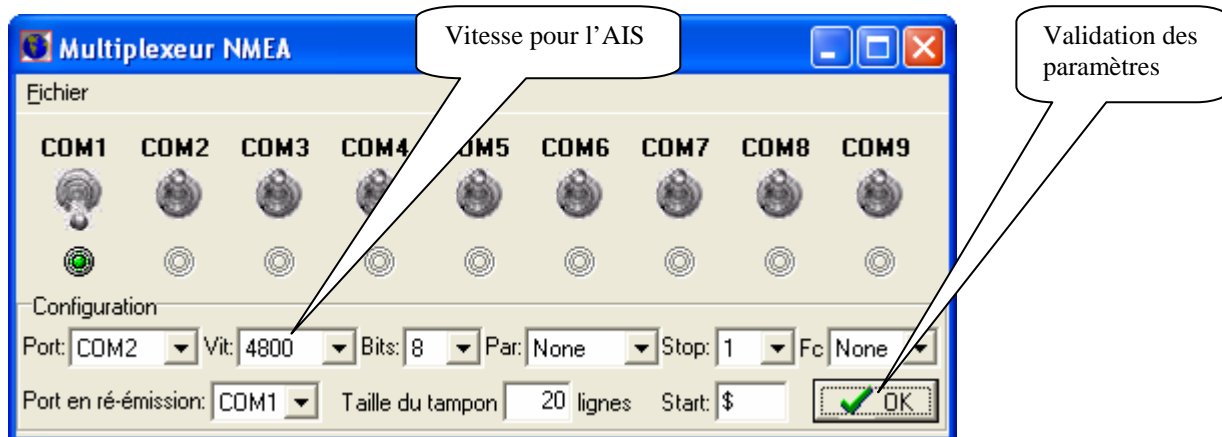 Multiplexeur NMEA
Vitesse pour l'AIS
Validation des
paramètres
Fichier
COM1 COM2 COM3 COM4 COM5 COM6 COM7 COM8 COM9
Configuration
Port: COM2 Vit: 4800 Bits: 8 Par: None Stop: 1 Fc None
Port en ré-émission: COM1 Taille du tampon 20 lignes Start: $ OK